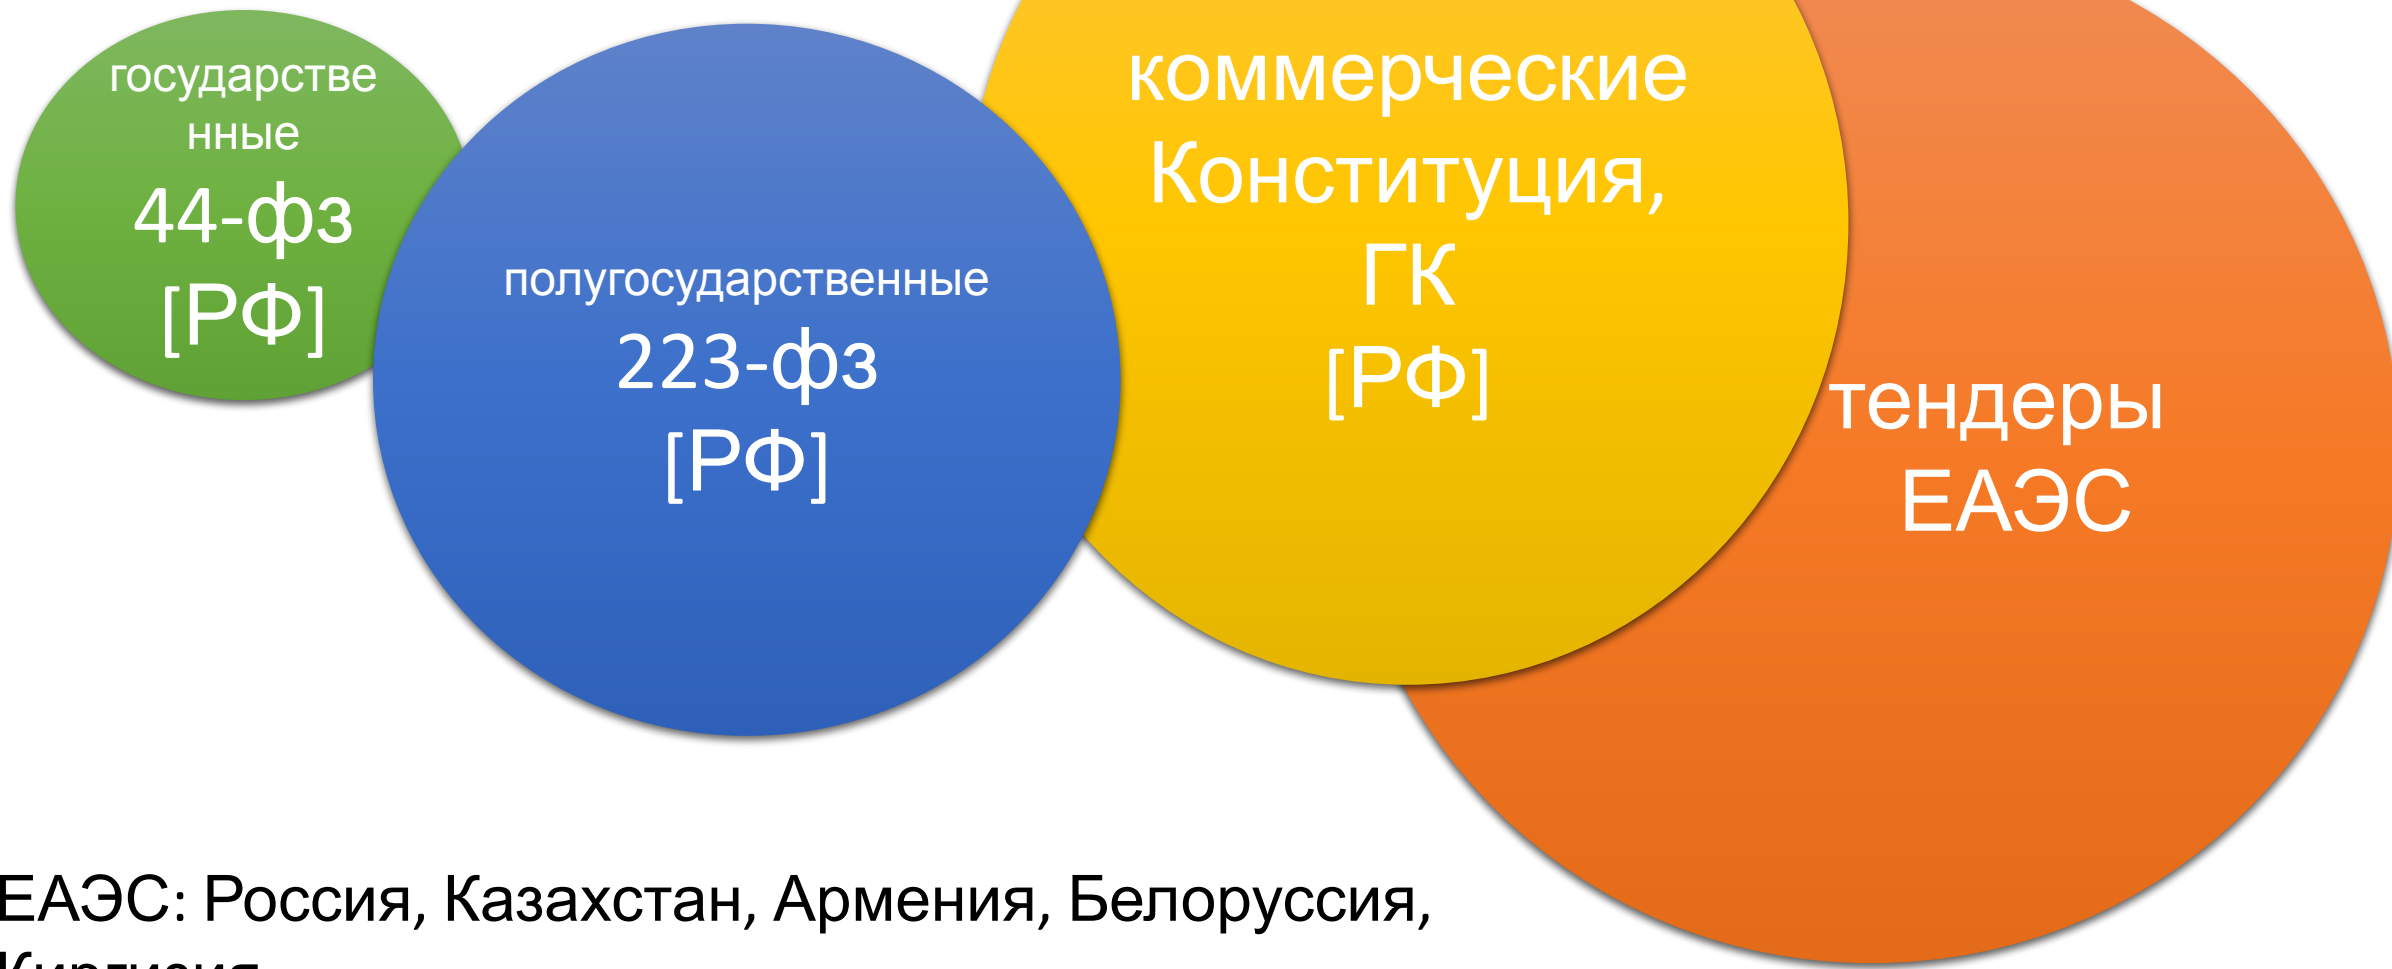 государстве
нные
44-фз
[РФ]
полугосударственные
223-фз
[РФ]
коммерческие
Конституция,
ГК
[РФ]
тендеры
ЕАЭС
ЕАЭС: Россия, Казахстан, Армения, Белоруссия,
Киргизия